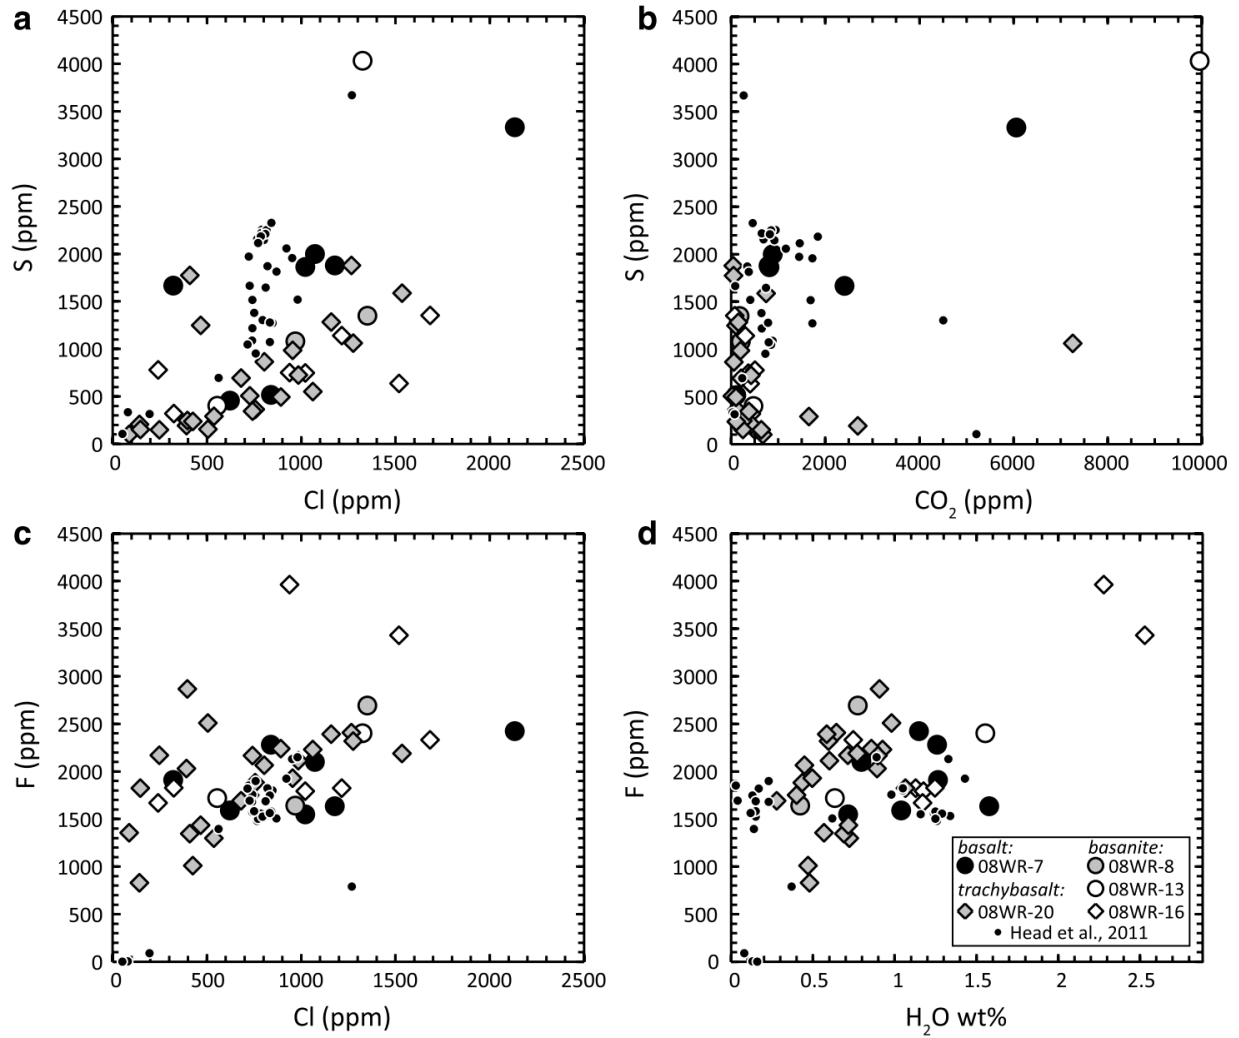 a
4500
4000
3500
3000
2500
2000
1500
1000
500
0
S (ppm)
0 500 1000 1500 2000 2500
Cl (ppm)
b
4500
4000
3500
3000
2500
2000
1500
1000
500
0
S (ppm)
0 2000 4000 6000 8000 10000
CO₂ (ppm)
c
4500
4000
3500
3000
2500
2000
1500
1000
500
0
F (ppm)
0 500 1000 1500 2000 2500
Cl (ppm)
d
4500
4000
3500
3000
2500
2000
1500
1000
500
0
F (ppm)
0 0.5 1 1.5 2 2.5
H₂O wt%
basalt: basanite:
08WR-7 08WR-8
trachybasalt: 08WR-13
08WR-20 08WR-16
Head et al., 2011